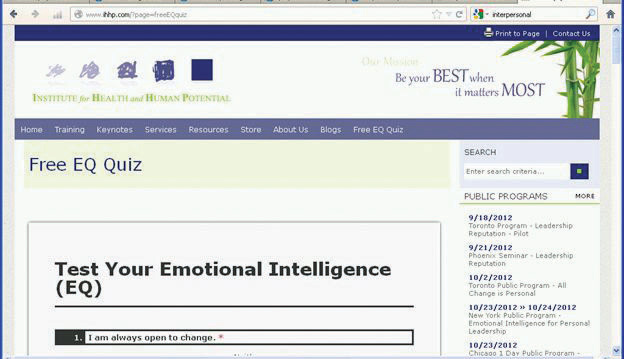 www.ihhp.com/?page=freeEQquiz
interpersonal
Print to Page | Contact Us
Our Mission
Be your BEST when
it matters MOST
INSTITUTE for HEALTH and HUMAN POTENTIAL
Home Training Keynotes Services Resources Store About Us Blogs Free EQ Quiz
Free EQ Quiz
Test Your Emotional Intelligence
(EQ)
1. I am always open to change. *
SEARCH
Enter search criteria...
PUBLIC PROGRAMS MORE
9/18/2012
Toronto Program - Leadership
Reputation - Pilot
9/21/2012
Phoenix Seminar - Leadership
Reputation
10/2/2012
Toronto Public Program - All
Change is Personal
10/23/2012 » 10/24/2012
New York Public Program -
Emotional Intelligence for Personal
Leadership
10/23/2012
Chicago 1 Day Public Program -